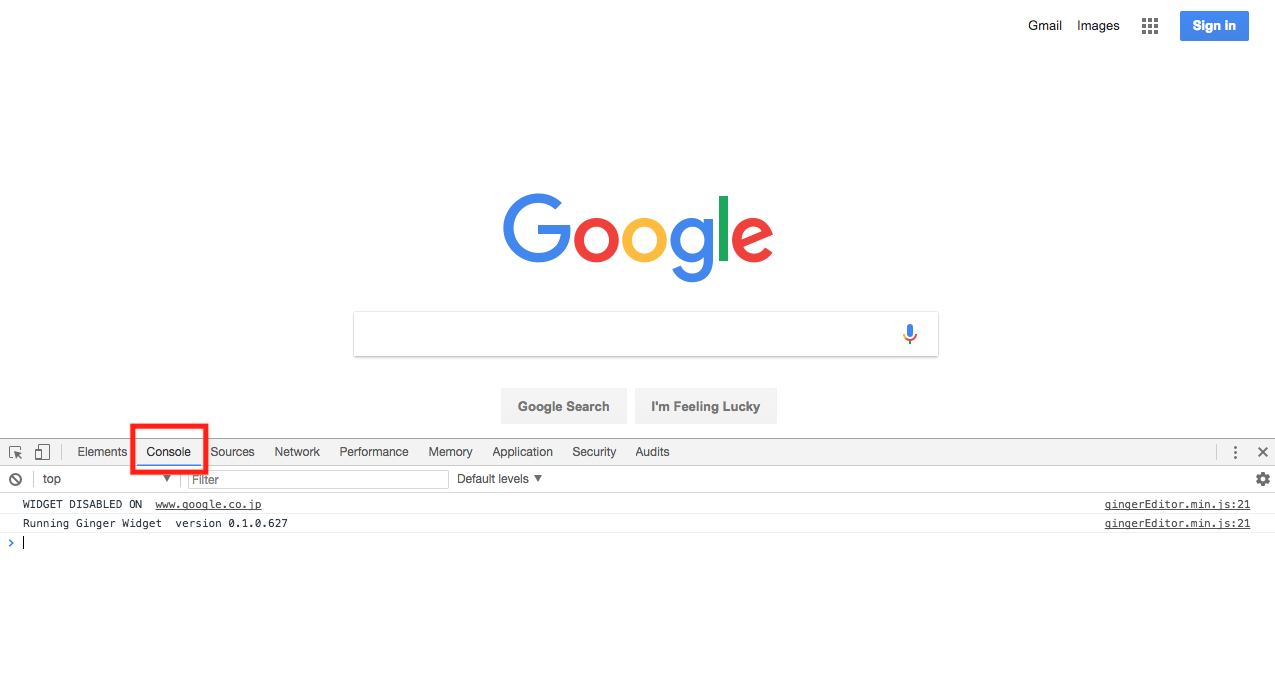 Gmail Images Sign in
Google
Google Search I'm Feeling Lucky
Elements Console Sources Network Performance Memory Application Security Audits
top Filter Default levels
WIDGET DISABLED ON www.google.co.jp gingerEditor.min.js:21
Running Ginger Widget version 0.1.0.627 gingerEditor.min.js:21
>